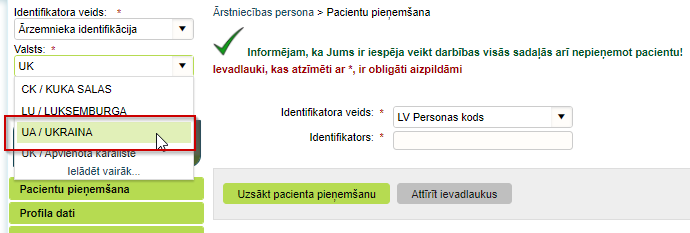 Identifikatora veids: *
Ārzemnieka identifikācija
Valsts: *
UK
CK / KUKA SALAS
LU / LUKSEMBURGA
UA / UKRAINA
UK / Apvienotā karaliste
Ielādēt vairāk...
Pacientu pieņemšana
Profila dati
Ārstniecības persona > Pacientu pieņemšana
Informējam, ka Jums ir iespēja veikt darbības visās sadaļās arī nepieņemot pacientu!
Ievadlauki, kas atzīmēti ar *, ir obligāti aizpildāmi
Identifikatora veids: * LV Personas kods
Identifikators: *
Uzsākt pacienta pieņemšanu Attīrīt ievadlaukus